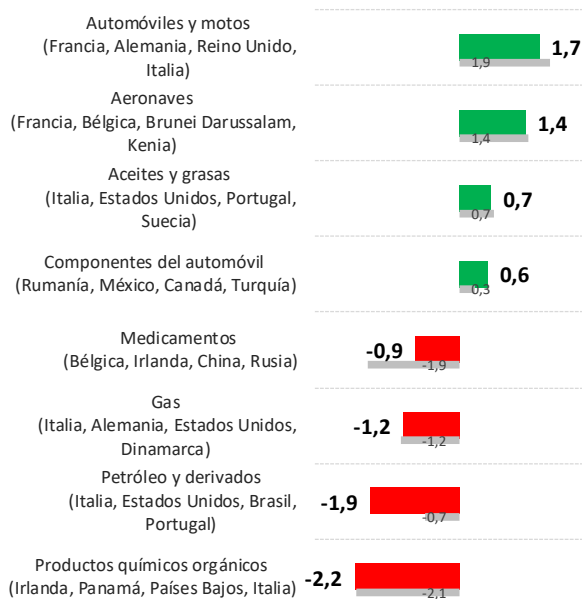 Automóviles y motos
(Francia, Alemania, Reino Unido,
Italia)
1,7
1,9
Aeronaves
(Francia, Bélgica, Brunei Darussalam,
Kenia)
1,4
1,4
Aceites y grasas
(Italia, Estados Unidos, Portugal,
Suecia)
0,7
0,7
Componentes del automóvil
(Rumanía, México, Canadá, Turquía)
0,6
0,3
Medicamentos
(Bélgica, Irlanda, China, Rusia)
-0,9
-1,9
Gas
(Italia, Alemania, Estados Unidos,
Dinamarca)
-1,2
-1,2
Petróleo y derivados
(Italia, Estados Unidos, Brasil,
Portugal)
-1,9
-0,7
Productos químicos orgánicos
(Irlanda, Panamá, Países Bajos, Italia)
-2,2
-2,1